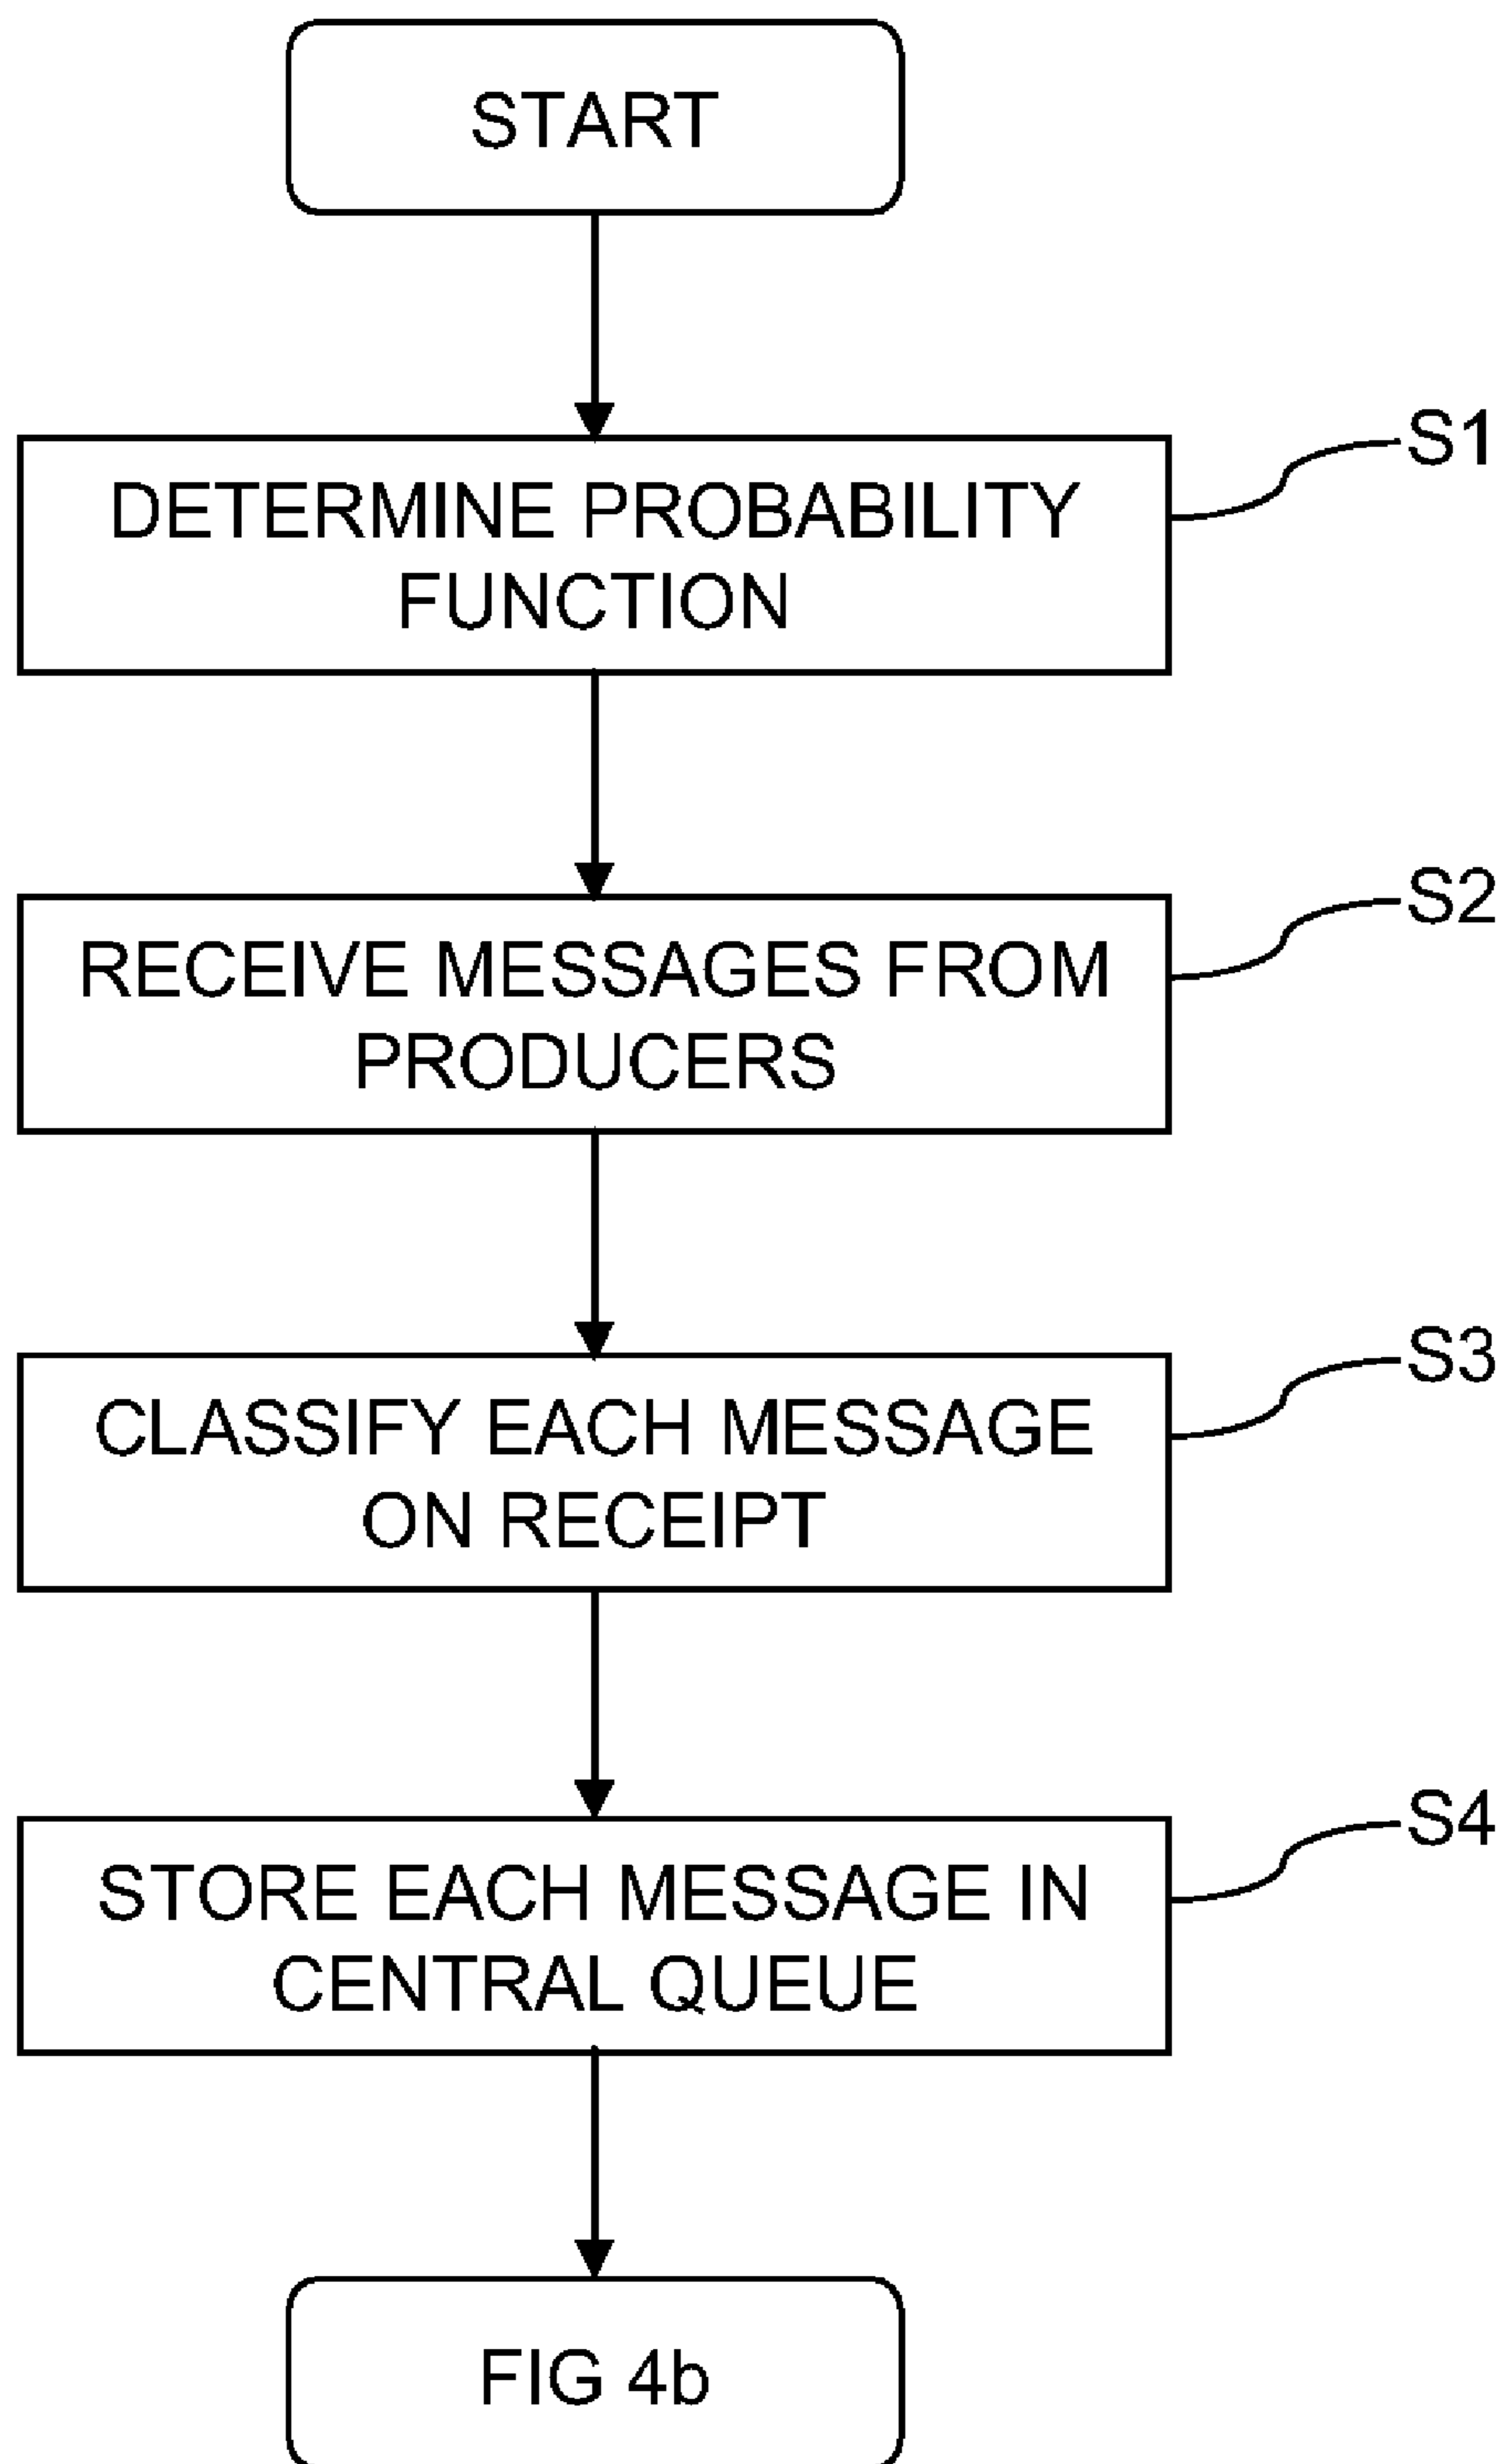 START
S1
DETERMINE PROBABILITY
FUNCTION
S2
RECEIVE MESSAGES FROM
PRODUCERS
S3
CLASSIFY EACH MESSAGE
ON RECEIPT
S4
STORE EACH MESSAGE IN
CENTRAL QUEUE
FIG 4b